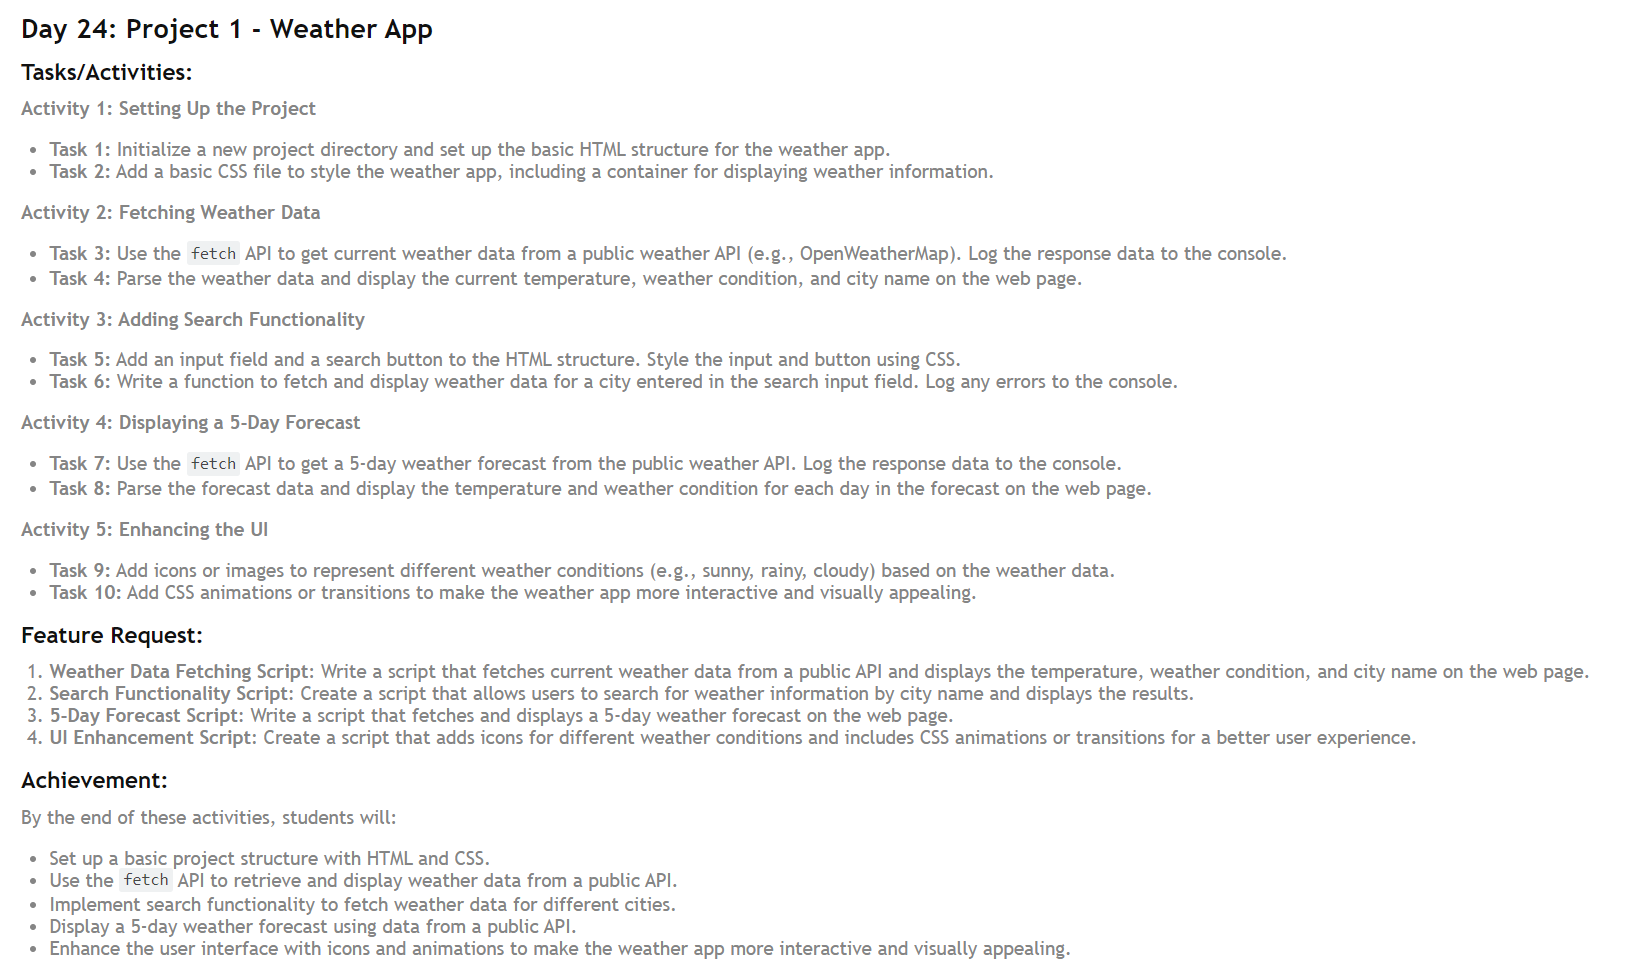 Day 24: Project 1 - Weather App
Tasks/Activities:
Activity 1: Setting Up the Project
• Task 1: Initialize a new project directory and set up the basic HTML structure for the weather app.
• Task 2: Add a basic CSS file to style the weather app, including a container for displaying weather information.
Activity 2: Fetching Weather Data
• Task 3: Use the fetch API to get current weather data from a public weather API (e.g., OpenWeatherMap). Log the response data to the console.
• Task 4: Parse the weather data and display the current temperature, weather condition, and city name on the web page.
Activity 3: Adding Search Functionality
• Task 5: Add an input field and a search button to the HTML structure. Style the input and button using CSS.
• Task 6: Write a function to fetch and display weather data for a city entered in the search input field. Log any errors to the console.
Activity 4: Displaying a 5-Day Forecast
• Task 7: Use the fetch API to get a 5-day weather forecast from the public weather API. Log the response data to the console.
• Task 8: Parse the forecast data and display the temperature and weather condition for each day in the forecast on the web page.
Activity 5: Enhancing the UI
• Task 9: Add icons or images to represent different weather conditions (e.g., sunny, rainy, cloudy) based on the weather data.
• Task 10: Add CSS animations or transitions to make the weather app more interactive and visually appealing.
Feature Request:
1. Weather Data Fetching Script: Write a script that fetches current weather data from a public API and displays the temperature, weather condition, and city name on the web page.
2. Search Functionality Script: Create a script that allows users to search for weather information by city name and displays the results.
3. 5-Day Forecast Script: Write a script that fetches and displays a 5-day weather forecast on the web page.
4. UI Enhancement Script: Create a script that adds icons for different weather conditions and includes CSS animations or transitions for a better user experience.
Achievement:
By the end of these activities, students will:
• Set up a basic project structure with HTML and CSS.
• Use the fetch API to retrieve and display weather data from a public API.
• Implement search functionality to fetch weather data for different cities.
• Display a 5-day weather forecast using data from a public API.
• Enhance the user interface with icons and animations to make the weather app more interactive and visually appealing.